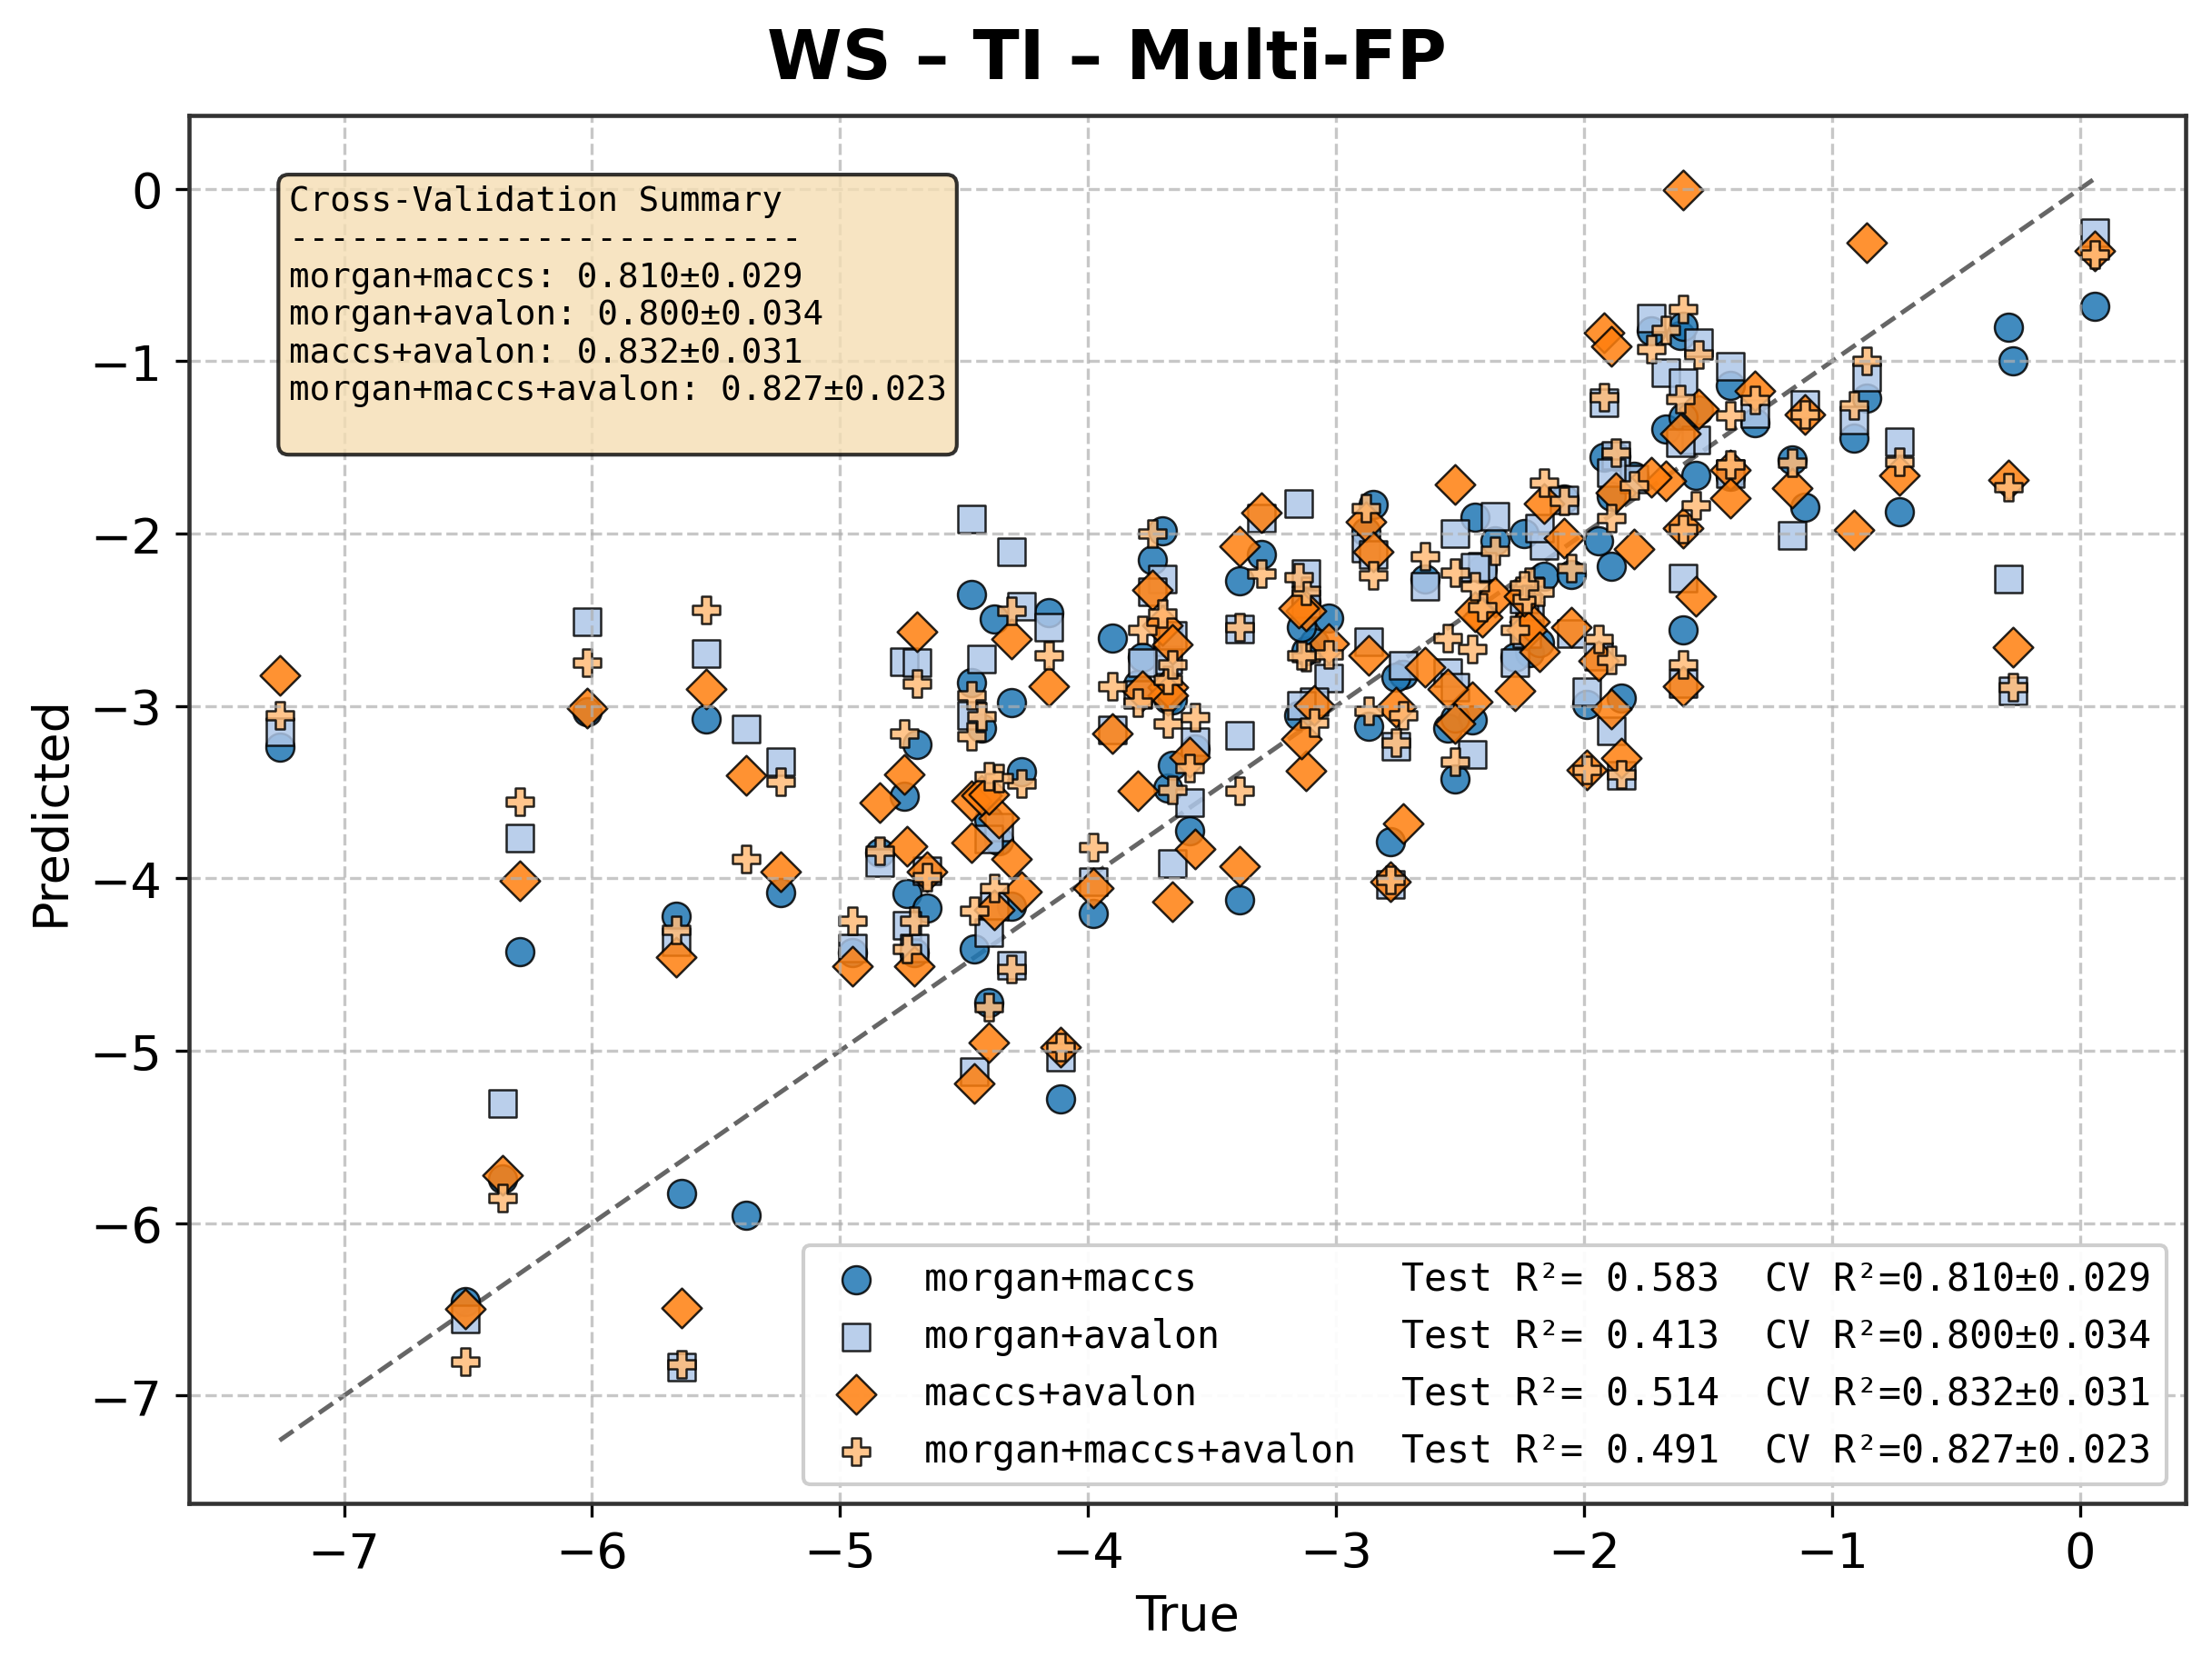 WS – TI – Multi-FP
Cross-Validation Summary
-------------------------
morgan+maccs: 0.810±0.029
morgan+avalon: 0.800±0.034
maccs+avalon: 0.832±0.031
morgan+maccs+avalon: 0.827±0.023
Predicted
0
−1
−2
−3
−4
−5
−6
−7
morgan+maccs Test R²= 0.583 CV R²=0.810±0.029
morgan+avalon Test R²= 0.413 CV R²=0.800±0.034
maccs+avalon Test R²= 0.514 CV R²=0.832±0.031
morgan+maccs+avalon Test R²= 0.491 CV R²=0.827±0.023
−7 −6 −5 −4 −3 −2 −1 0
True